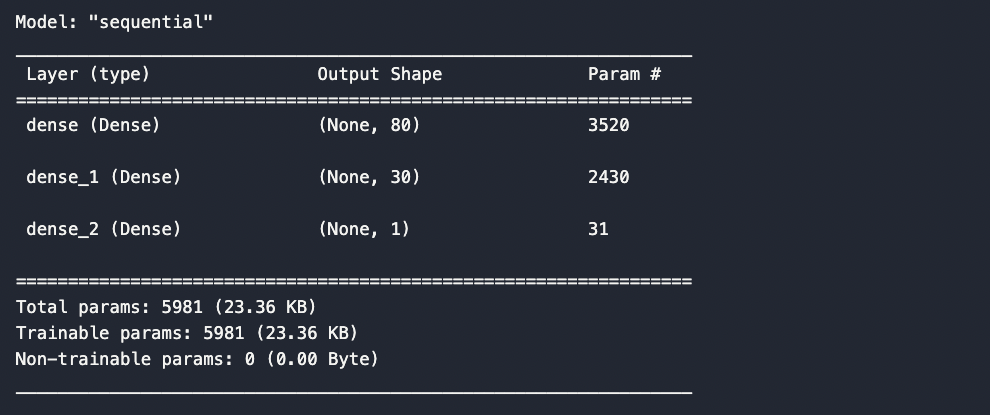 Model: "sequential"
_________________________________________________________________
Layer (type) Output Shape Param #
=================================================================
dense (Dense) (None, 80) 3520
dense_1 (Dense) (None, 30) 2430
dense_2 (Dense) (None, 1) 31
=================================================================
Total params: 5981 (23.36 KB)
Trainable params: 5981 (23.36 KB)
Non-trainable params: 0 (0.00 Byte)
_________________________________________________________________